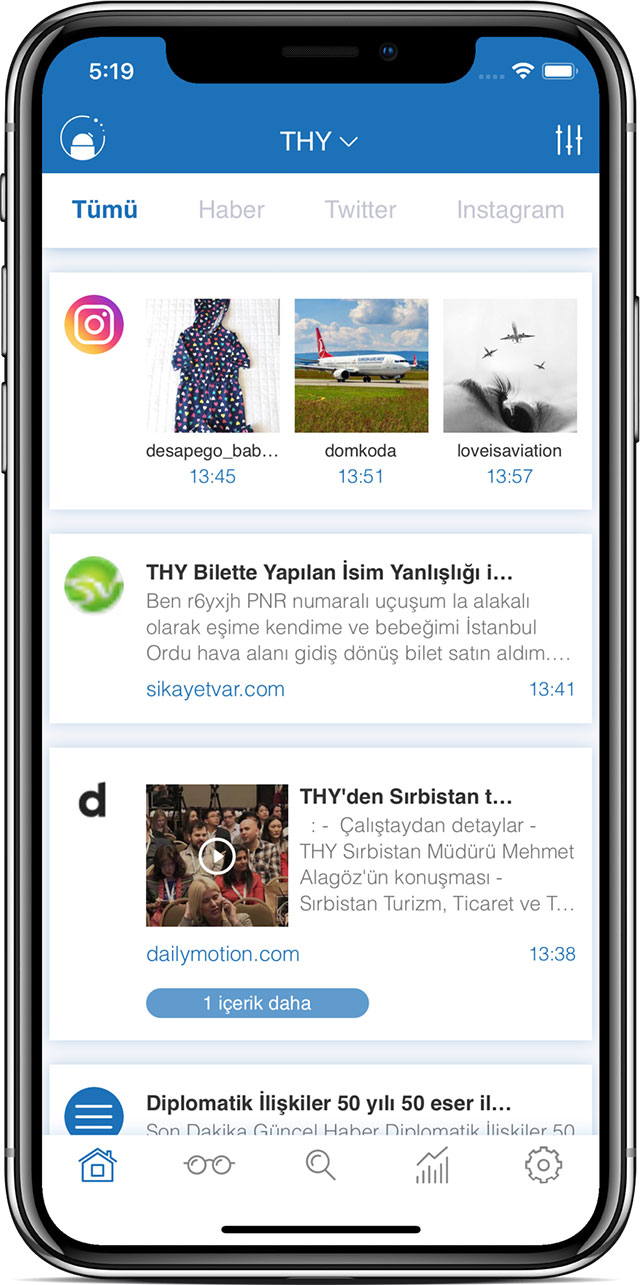 5:19
THY
Tümü
Haber
Twitter
Instagram
desapego_bab...
domkoda
loveisaviation
13:45
13:51
13:57
THY Bilette Yapılan İsim Yanlışlığı i...
Ben r6yxjh PNR numaralı uçuşum la alakalı
olarak eşime kendime ve bebeğimi İstanbul
Ordu hava alanı gidiş dönüş bilet satın aldım....
sikayetvar.com
13:41
THY'den Sırbistan t...
: - Çalıştaydan detaylar -
THY Sırbistan Müdürü Mehmet
Alagöz'ün konuşması -
Sırbistan Turizm, Ticaret ve T...
dailymotion.com
13:38
1 içerik daha
Diplomatik İlişkiler 50 yılı 50 eser il...
Son Dakika Güncel Haber Diplomatik İlişkiler 50